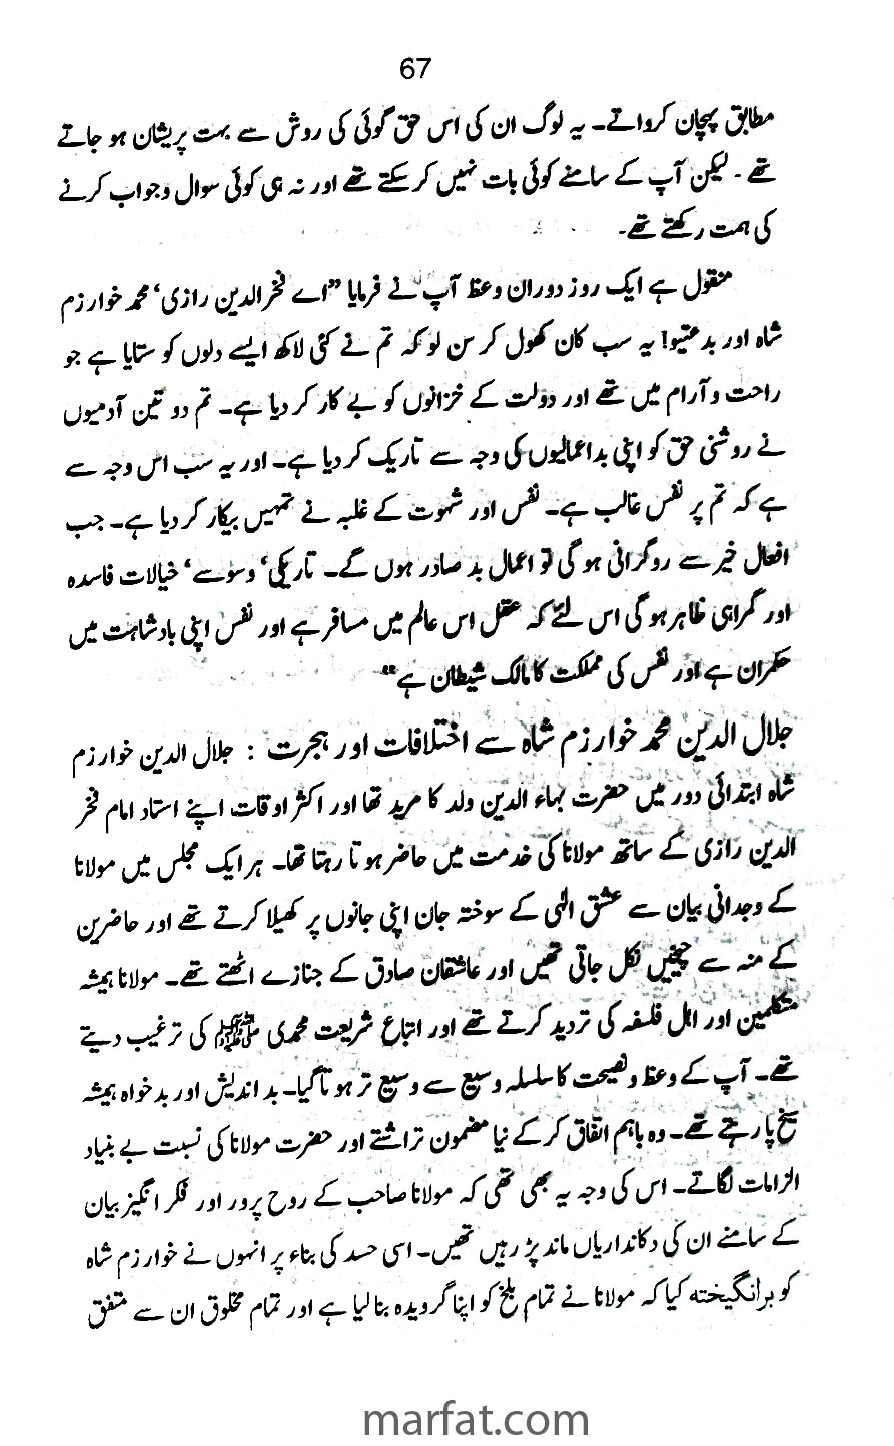 67
مطابق پہچان کرواتے۔ یہ لوگ ان کی اس حق گوئی کی روش سے بہت پریشان ہو جاتے
تھے ۔ لیکن آپ کے سامنے کوئی بات نہیں کر سکتے تھے اور نہ ہی کوئی سوال وجواب کرنے
کی ہمت رکھتے تھے۔
منقول ہے ایک روز دوران وعظ آپ نے فرمایا "اے فخر الدین رازی‘ محمد خوارزم
شاہ اور بدعتیو! یہ سب کان کھول کر سن لو کہ تم نے کئی لاکھ ایسے دلوں کو ستایا ہے جو
راحت و آرام میں تھے اور دولت کے خزانوں کو بے کار کر دیا ہے۔ تم دو تین آدمیوں
نے روشنی حق کو اپنی بداعمالیوں کی وجہ سے تاریک کر دیا ہے۔ اور یہ سب اس وجہ سے
ہے کہ تم پر نفس غالب ہے۔ نفس اور شہوت کے غلبہ نے تمہیں بیکار کر دیا ہے۔ جب
افعال خیر سے روگرانی ہو گی تو اعمال بد صادر ہوں گے۔ تاریکی‘ وسوسے‘ خیالات فاسدہ
اور گمراہی ظاہر ہو گی اس لئے کہ عقل اس عالم میں مسافر ہے اور نفس اپنی بادشاہت میں
حکمران ہے اور نفس کی مملکت کا مالک شیطان ہے"
جلال الدین محمد خوارزم شاہ سے اختلافات اور ہجرت : جلال الدین خوارزم
شاہ ابتدائی دور میں حضرت بہاء الدین ولد کا مرید تھا اور اکثر اوقات اپنے استاد امام فخر
الدین رازی کے ساتھ مولانا کی خدمت میں حاضر ہوتا رہتا تھا۔ ہر ایک مجلس میں مولانا
کے وجدانی بیان سے عشق الٰہی کے سوختہ جان اپنی جانوں پر کھیلا کرتے تھے اور حاضرین
کے منہ سے چیخیں نکل جاتی تھیں اور عاشقان صادق کے جنازے اٹھتے تھے۔ مولانا ہمیشہ
متکلمین اور اہل فلسفہ کی تردید کرتے تھے اور اتباع شریعت محمدی ﷺ کی ترغیب دیتے
تھے۔ آپ کے وعظ ونصیحت کا سلسلہ وسیع سے وسیع تر ہوتا گیا۔ بد اندیش اور بد خواہ ہمیشہ
سیخ پا رہتے تھے۔ وہ باہم اتفاق کر کے نیا مضمون تراشتے اور حضرت مولانا کی نسبت بے بنیاد
الزامات لگاتے۔ اس کی وجہ یہ بھی تھی کہ مولانا صاحب کے روح پرور اور فکر انگیز بیان
کے سامنے ان کی دکانداریاں ماند پڑ رہیں تھیں۔ اسی حسد کی بناء پر انہوں نے خوارزم شاہ
کو برانگیختہ کیا کہ مولانا نے تمام بلخ کو اپنا گرویدہ بنا لیا ہے اور تمام مخلوق ان سے متفق
marfat.com